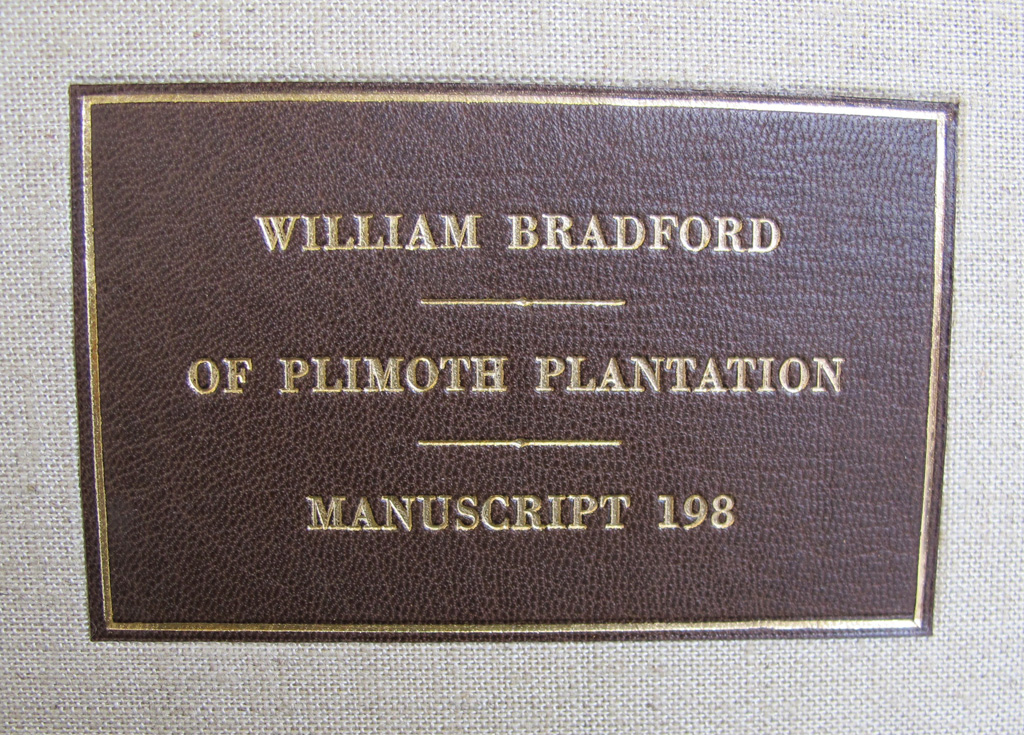 WILLIAM BRADFORD
OF PLIMOTH PLANTATION
MANUSCRIPT 198